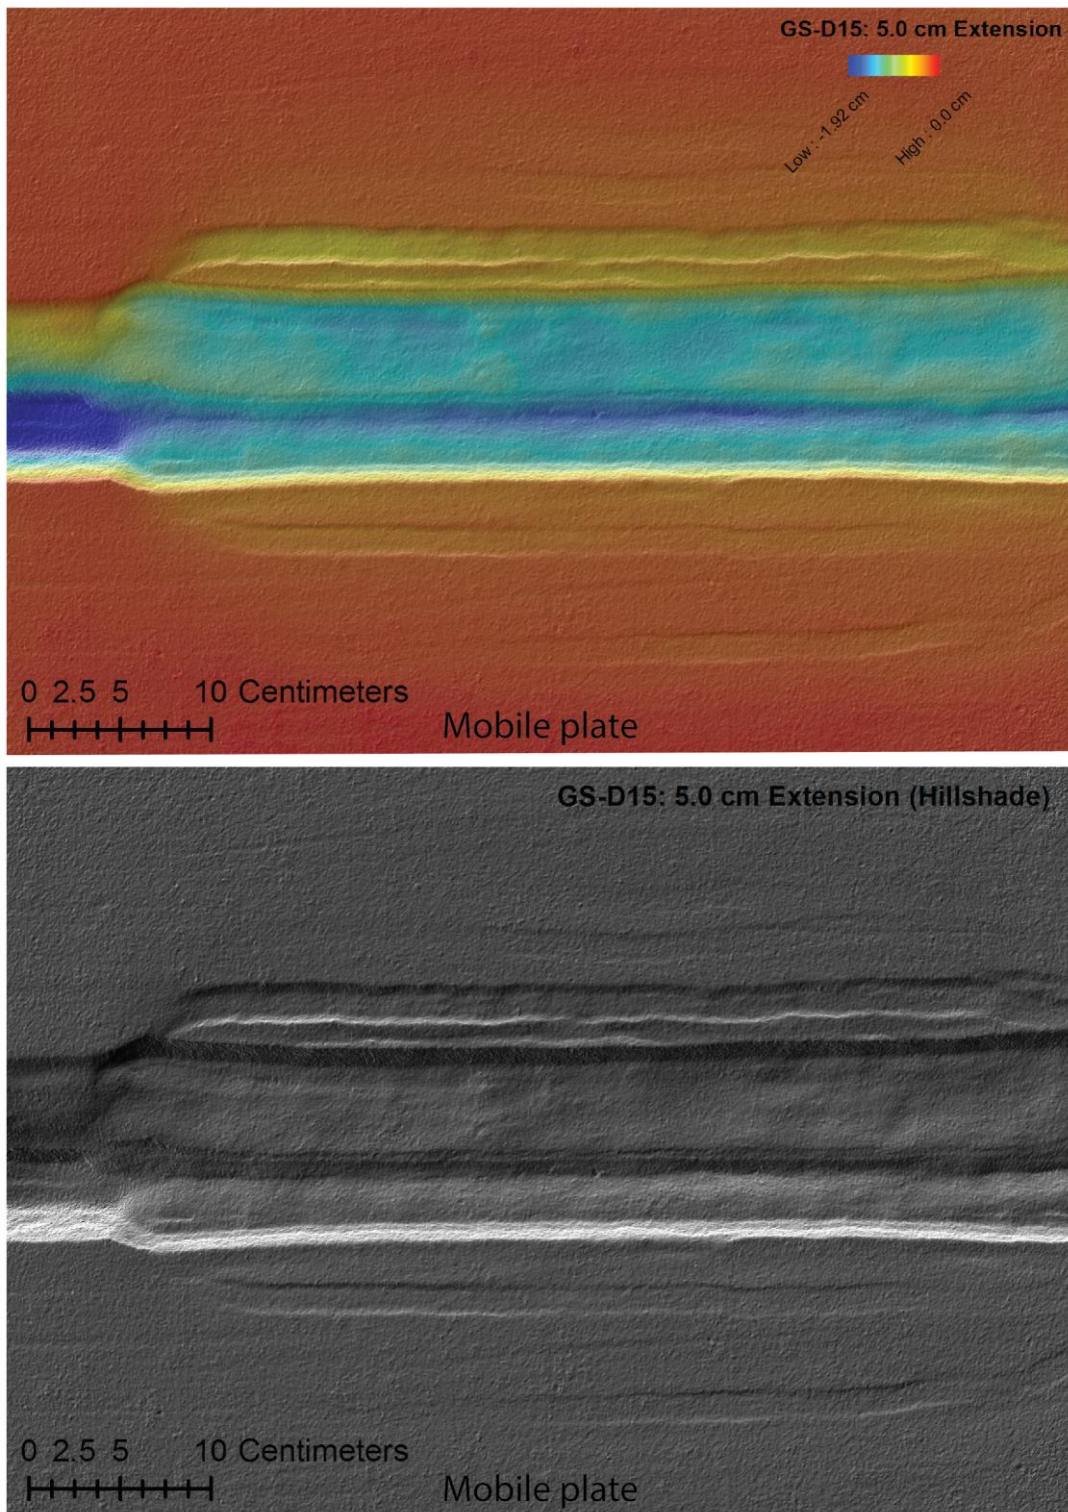 GS-D15: 5.0 cm Extension
Low : -1.92 cm
High : 0.0 cm
0 2.5 5 10 Centimeters
Mobile plate
GS-D15: 5.0 cm Extension (Hillshade)
0 2.5 5 10 Centimeters
Mobile plate